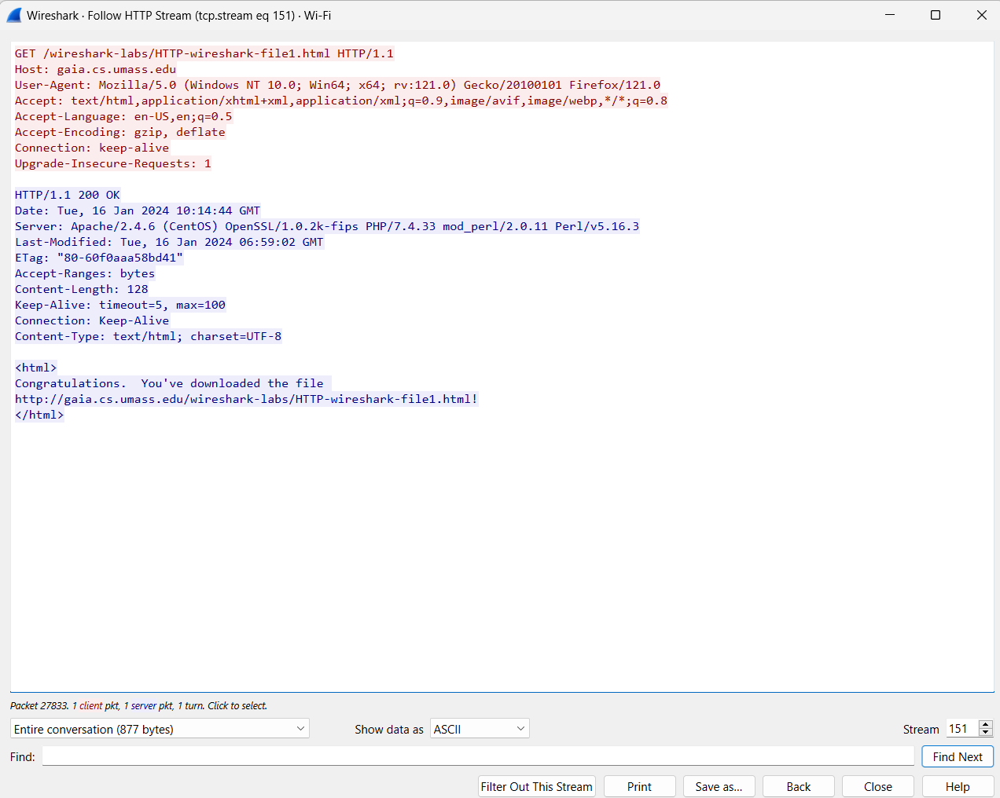 Wireshark · Follow HTTP Stream (tcp.stream eq 151) · Wi-Fi
GET /wireshark-labs/HTTP-wireshark-file1.html HTTP/1.1
Host: gaia.cs.umass.edu
User-Agent: Mozilla/5.0 (Windows NT 10.0; Win64; x64; rv:121.0) Gecko/20100101 Firefox/121.0
Accept: text/html,application/xhtml+xml,application/xml;q=0.9,image/avif,image/webp,*/*;q=0.8
Accept-Language: en-US,en;q=0.5
Accept-Encoding: gzip, deflate
Connection: keep-alive
Upgrade-Insecure-Requests: 1
HTTP/1.1 200 OK
Date: Tue, 16 Jan 2024 10:14:44 GMT
Server: Apache/2.4.6 (CentOS) OpenSSL/1.0.2k-fips PHP/7.4.33 mod_perl/2.0.11 Perl/v5.16.3
Last-Modified: Tue, 16 Jan 2024 06:59:02 GMT
ETag: "80-60f0aaa58bd41"
Accept-Ranges: bytes
Content-Length: 128
Keep-Alive: timeout=5, max=100
Connection: Keep-Alive
Content-Type: text/html; charset=UTF-8
<html>
Congratulations.  You've downloaded the file
http://gaia.cs.umass.edu/wireshark-labs/HTTP-wireshark-file1.html!
</html>
Packet 27833. 1 client pkt, 1 server pkt, 1 turn. Click to select.
Entire conversation (877 bytes) Show data as ASCII Stream 151
Find: Find Next
Filter Out This Stream Print Save as... Back Close Help